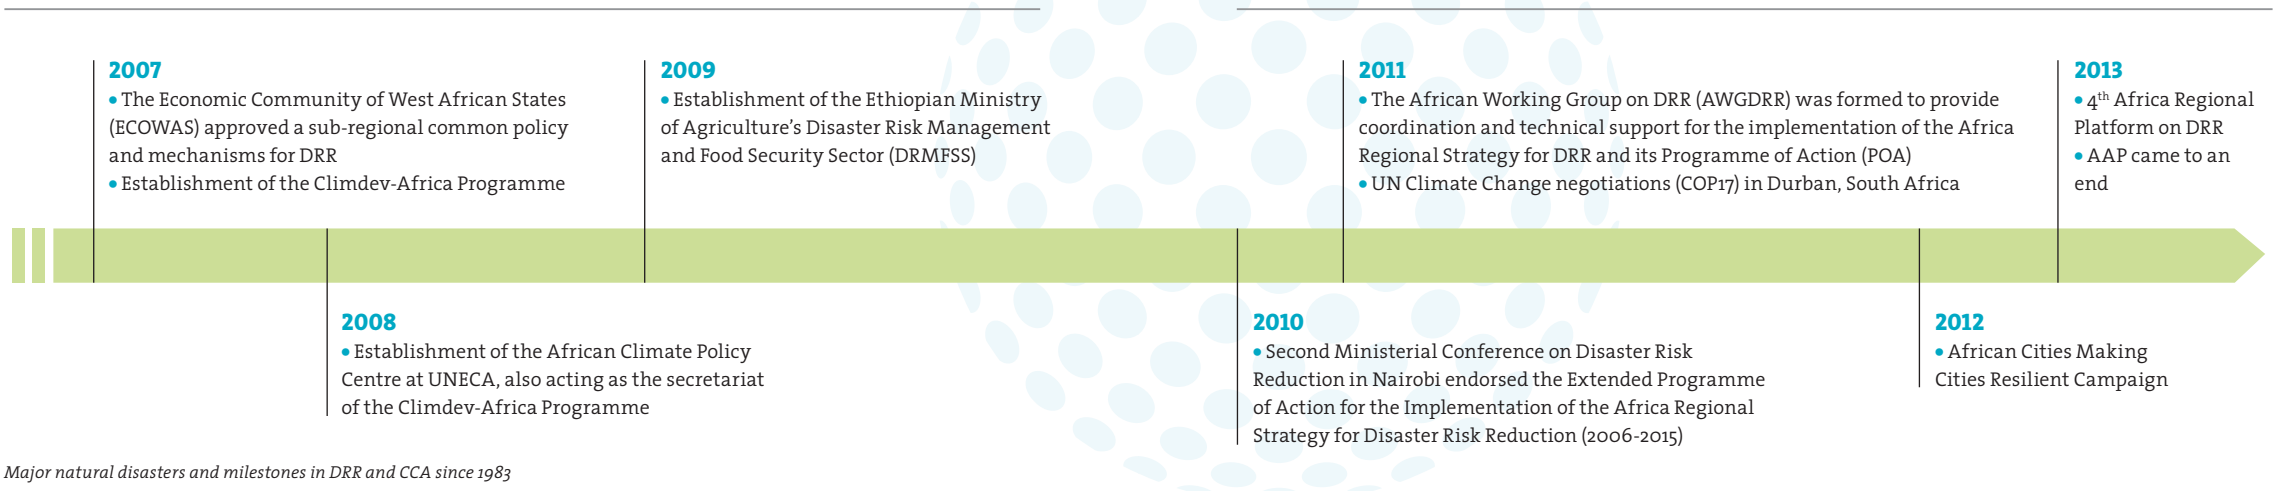 2007
• The Economic Community of West African States
(ECOWAS) approved a sub-regional common policy
and mechanisms for DRR
• Establishment of the Climdev-Africa Programme
2009
• Establishment of the Ethiopian Ministry
of Agriculture's Disaster Risk Management
and Food Security Sector (DRMFSS)
2011
• The African Working Group on DRR (AWGDRR) was formed to provide
coordination and technical support for the implementation of the Africa
Regional Strategy for DRR and its Programme of Action (POA)
• UN Climate Change negotiations (COP17) in Durban, South Africa
2013
• 4th Africa Regional
Platform on DRR
• AAP came to an
end
2008
• Establishment of the African Climate Policy
Centre at UNECA, also acting as the secretariat
of the Climdev-Africa Programme
2010
• Second Ministerial Conference on Disaster Risk
Reduction in Nairobi endorsed the Extended Programme
of Action for the Implementation of the Africa Regional
Strategy for Disaster Risk Reduction (2006-2015)
2012
• African Cities Making
Cities Resilient Campaign
Major natural disasters and milestones in DRR and CCA since 1983